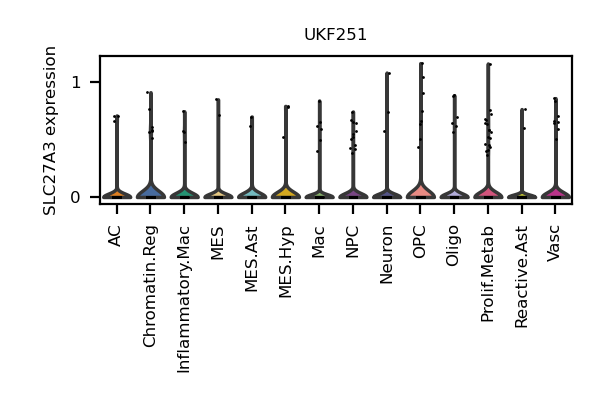 UKF251
SLC27A3 expression
1
0
AC
Chromatin.Reg
Inflammatory.Mac
MES
MES.Ast
MES.Hyp
Mac
NPC
Neuron
OPC
Oligo
Prolif.Metab
Reactive.Ast
Vasc